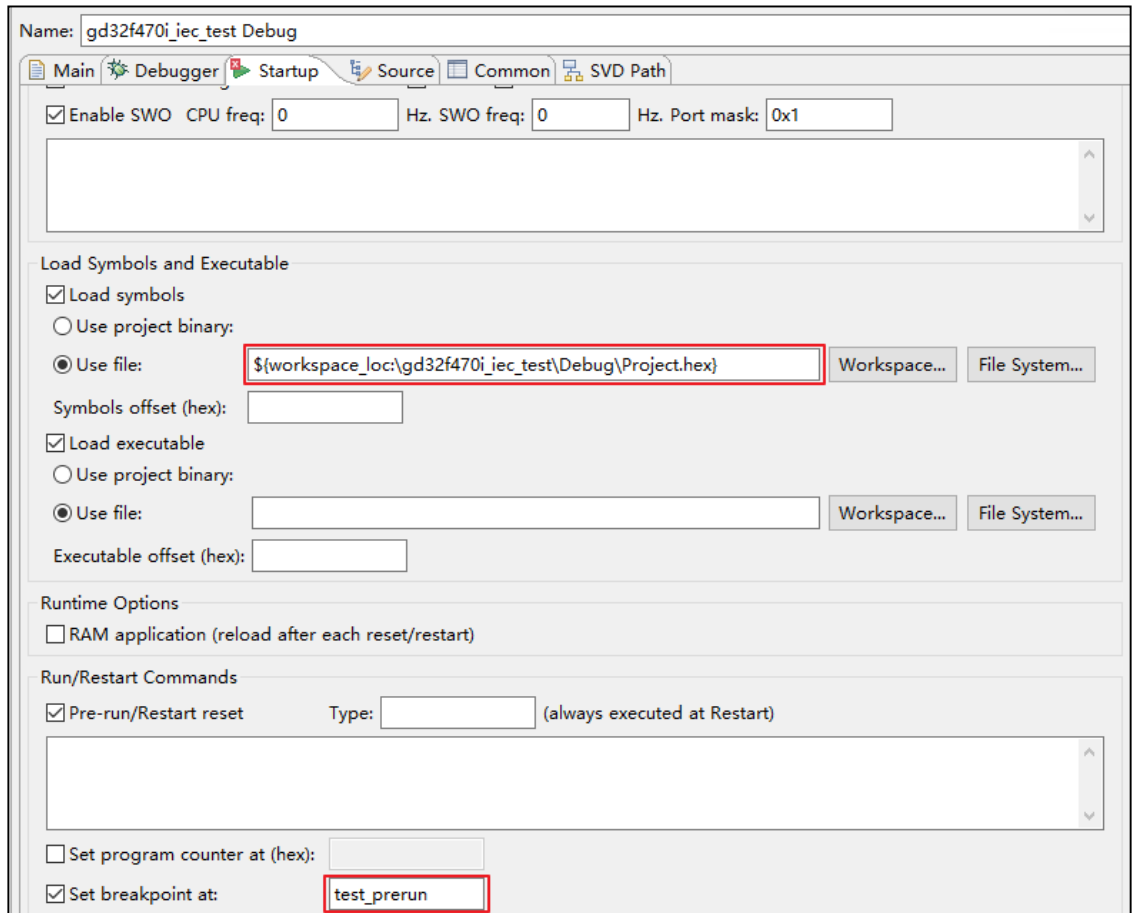 Name: gd32f470i_iec_test Debug
Main Debugger Startup Source Common SVD Path
Enable SWO CPU freq: 0 Hz. SWO freq: 0 Hz. Port mask: 0x1
Load Symbols and Executable
Load symbols
Use project binary:
Use file: ${workspace_loc:\gd32f470i_iec_test\Debug\Project.hex} Workspace... File System...
Symbols offset (hex):
Load executable
Use project binary:
Use file: Workspace... File System...
Executable offset (hex):
Runtime Options
RAM application (reload after each reset/restart)
Run/Restart Commands
Pre-run/Restart reset Type: (always executed at Restart)
Set program counter at (hex):
Set breakpoint at: test_prerun